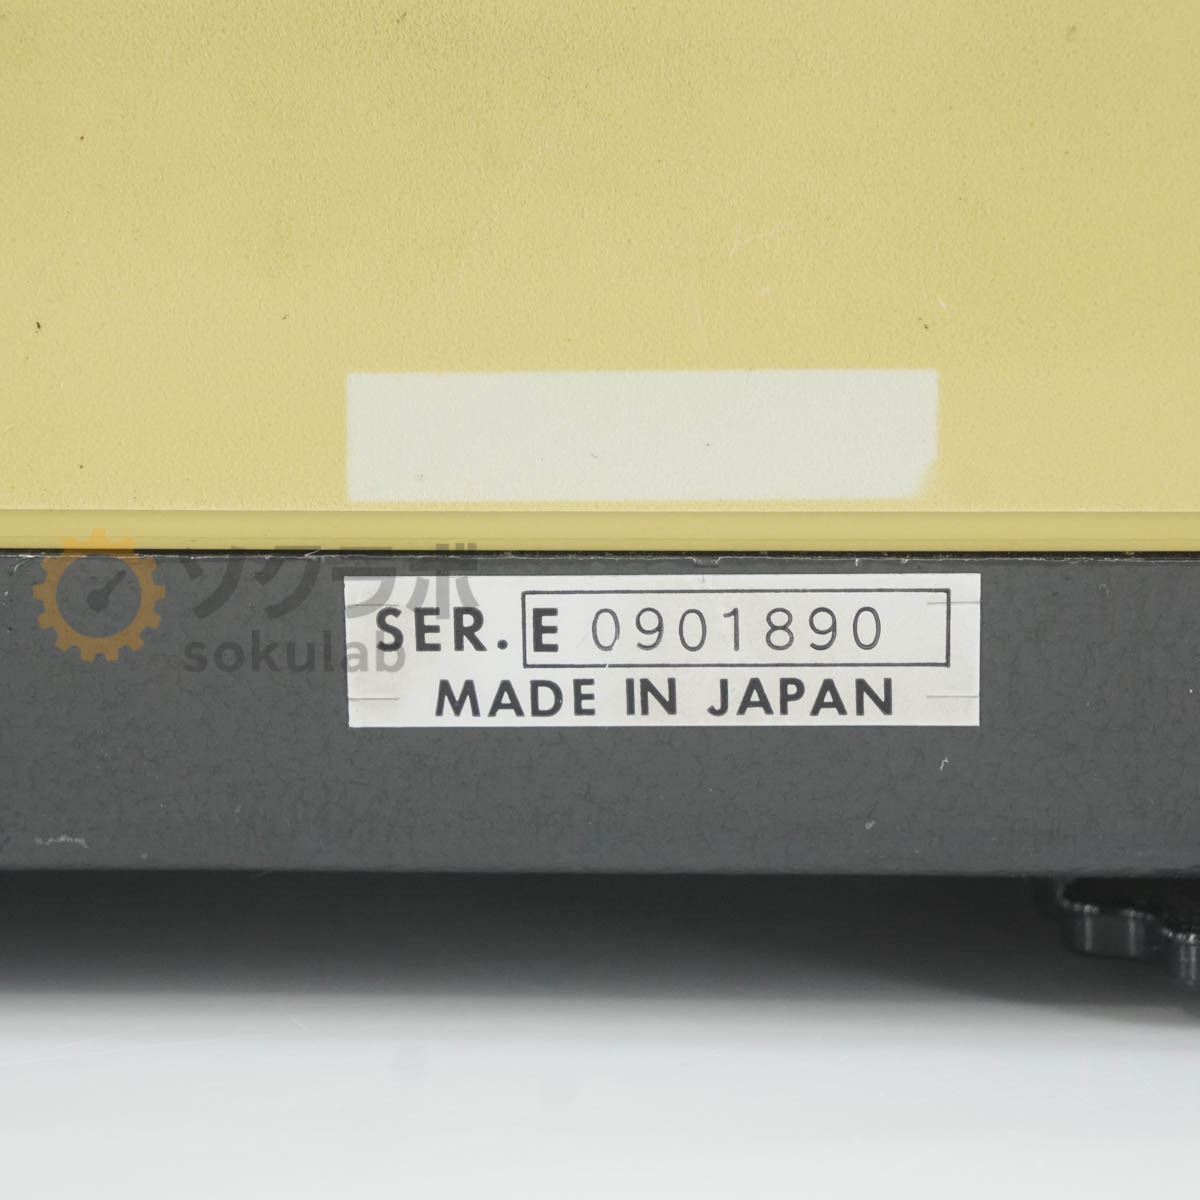 ソクラボ
sokulab
SER. E 0901890
MADE IN JAPAN